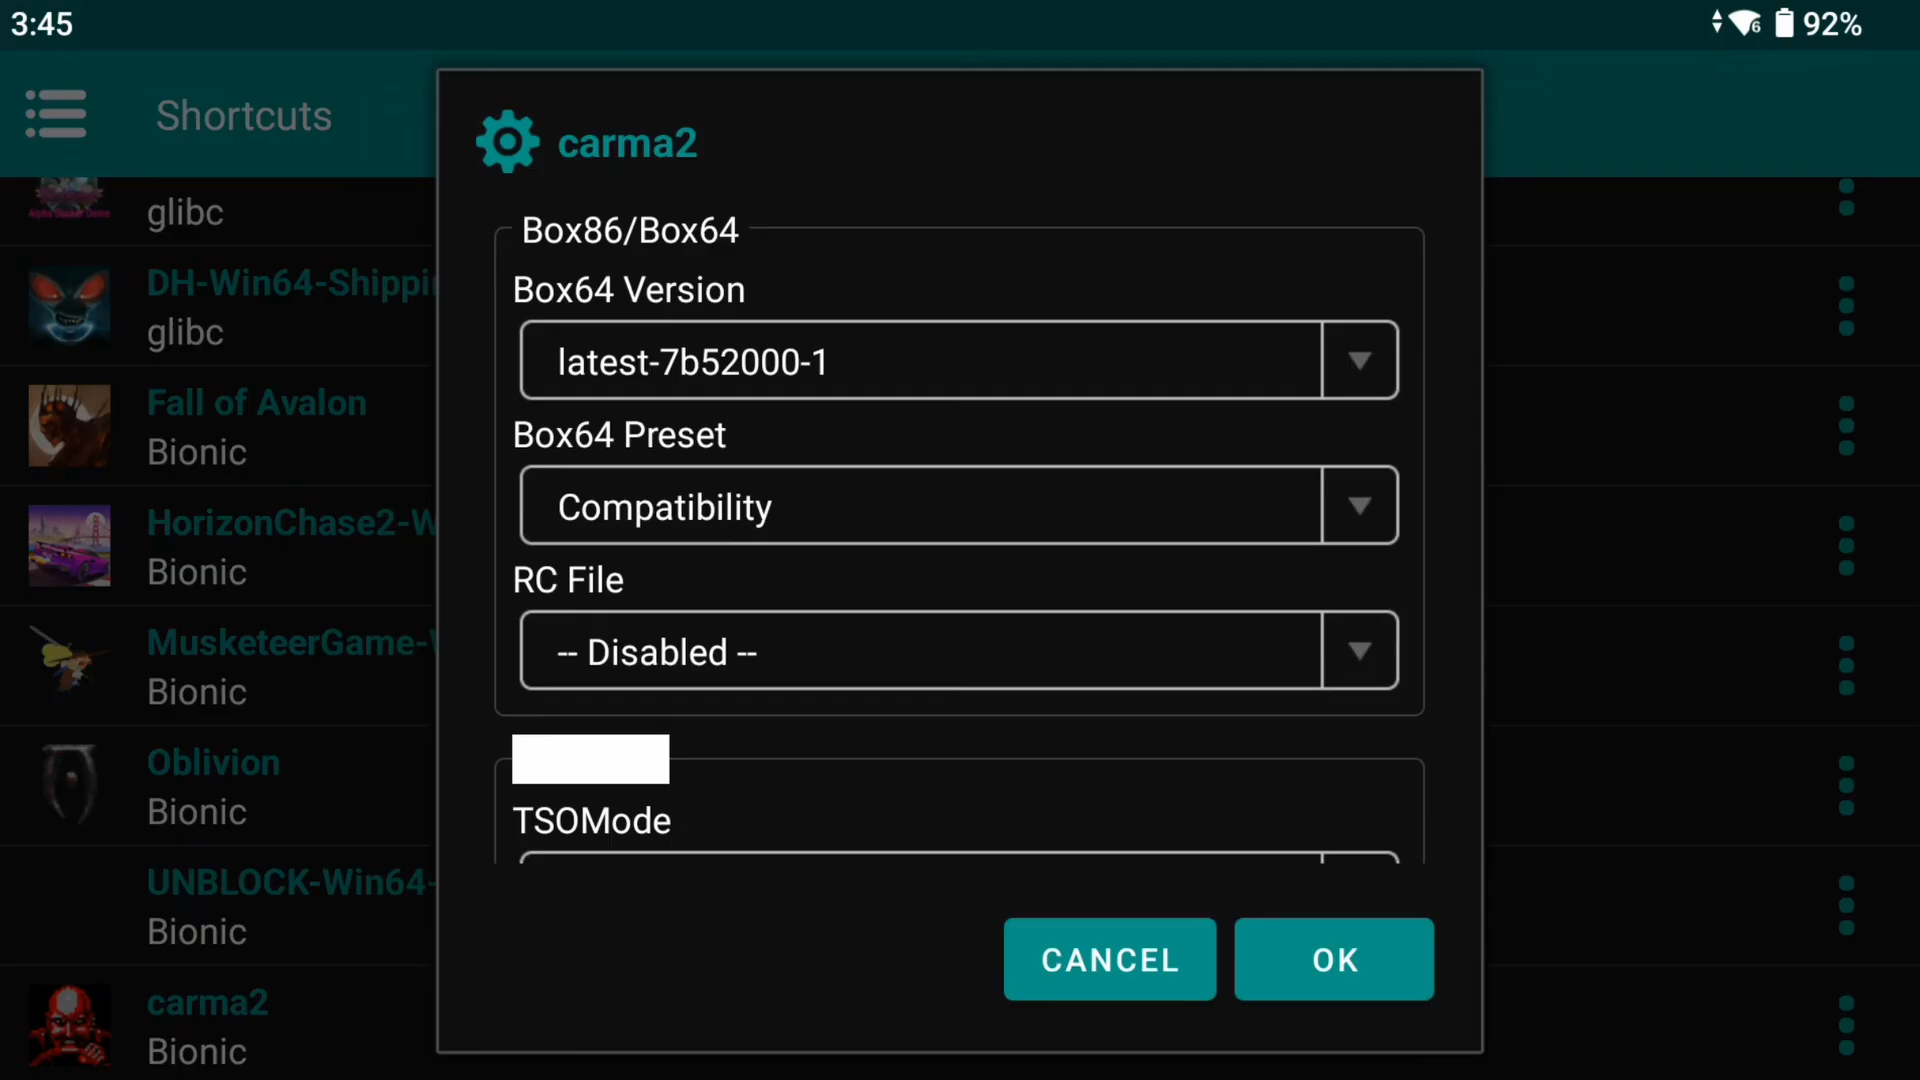 3:45
6
92%
Shortcuts
glibc
DH-Win64-Shippin
glibc
Fall of Avalon
Bionic
HorizonChase2-W
Bionic
MusketeerGame-
Bionic
Oblivion
Bionic
UNBLOCK-Win64-
Bionic
carma2
Bionic
carma2
Box86/Box64
Box64 Version
latest-7b52000-1
Box64 Preset
Compatibility
RC File
-- Disabled --
TSOMode
CANCEL
OK